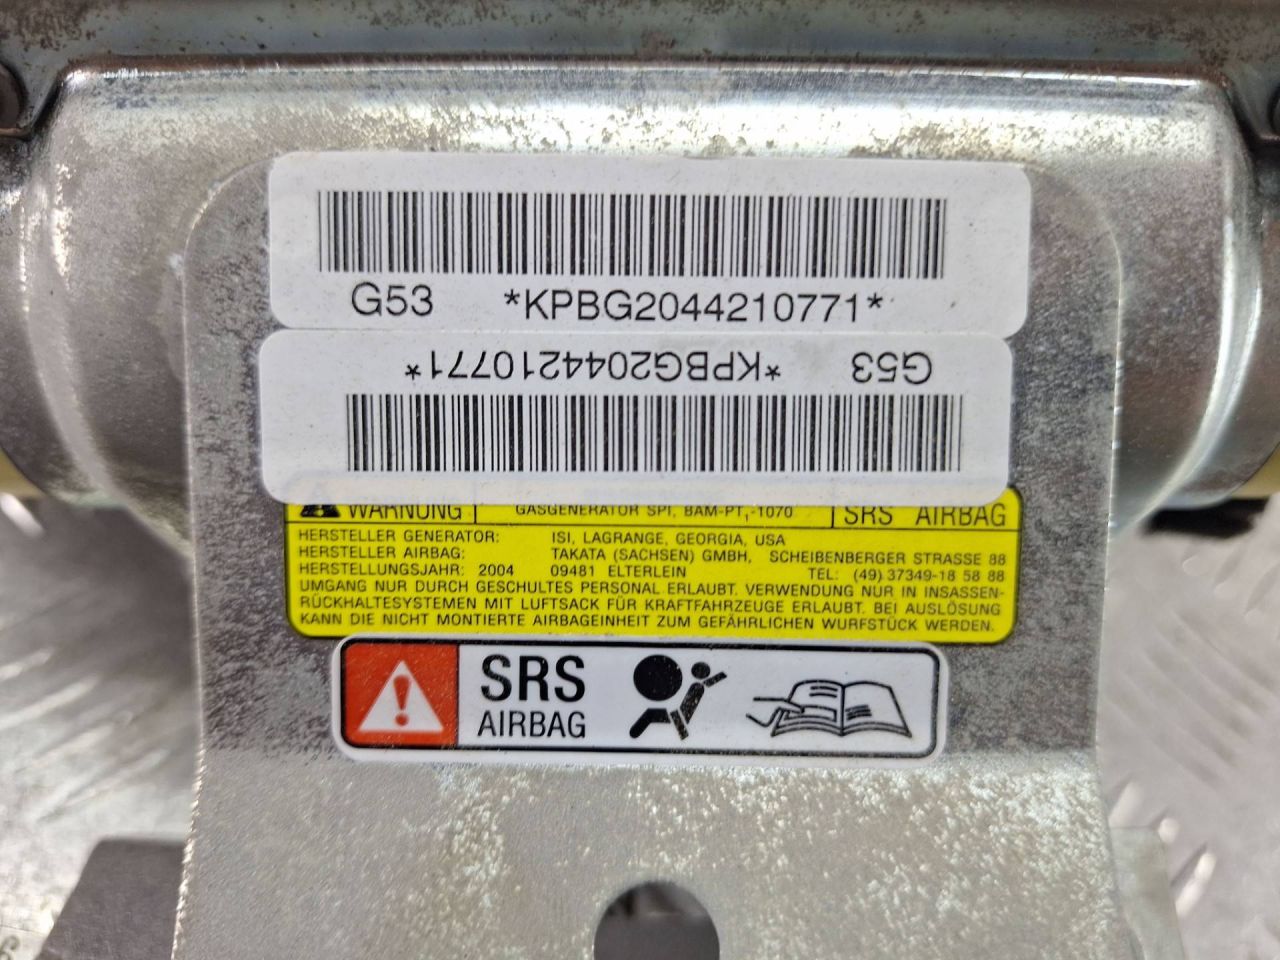 G53 *KPBG2044210771*
G53 *KPBG2044210771*
WARNUNG GASGENERATOR SPI, BAM-PT₁-1070 SRS AIRBAG
HERSTELLER GENERATOR: ISI, LAGRANGE, GEORGIA, USA
HERSTELLER AIRBAG: TAKATA (SACHSEN) GMBH, SCHEIBENBERGER STRASSE 88
HERSTELLUNGSJAHR: 2004 09481 ELTERLEIN TEL: (49) 37349-18 58 88
UMGANG NUR DURCH GESCHULTES PERSONAL ERLAUBT. VERWENDUNG NUR IN INSASSEN-
RÜCKHALTESYSTEMEN MIT LUFTSACK FÜR KRAFTFAHRZEUGE ERLAUBT. BEI AUSLÖSUNG
KANN DIE NICHT MONTIERTE AIRBAGEINHEIT ZUM GEFÄHRLICHEN WURFSTÜCK WERDEN.
SRS
AIRBAG